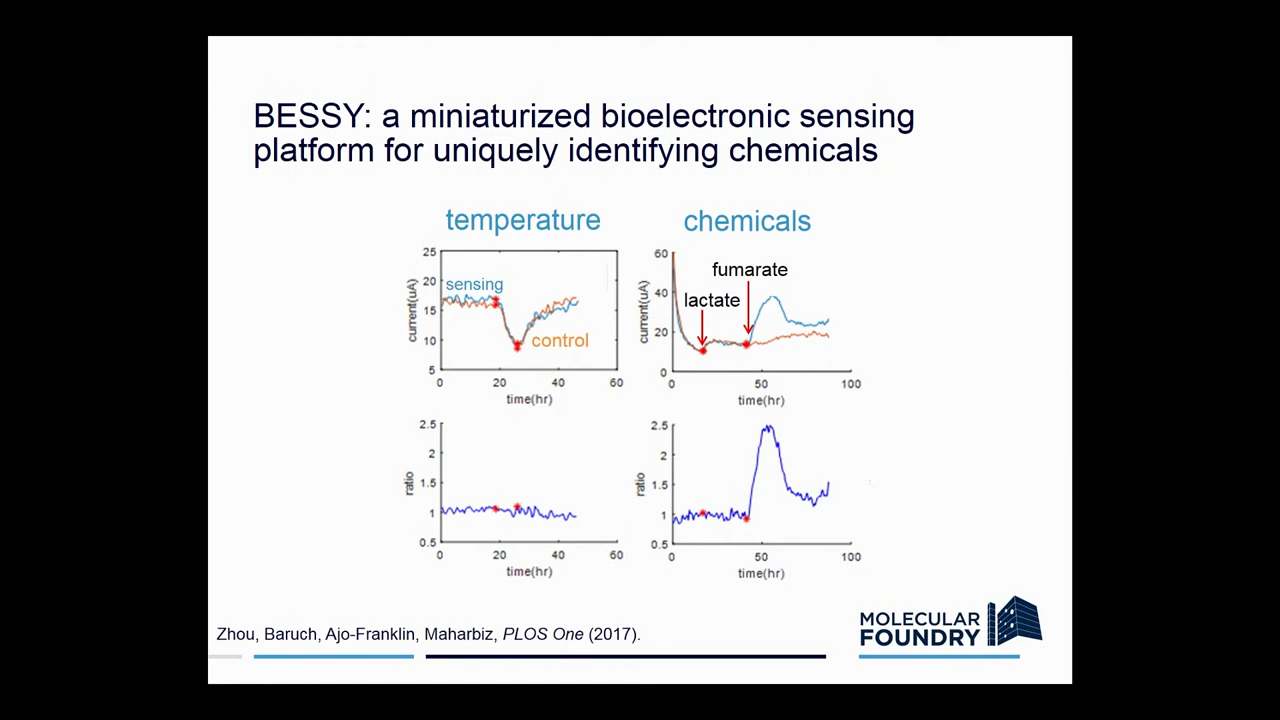 BESSY: a miniaturized bioelectronic sensing
platform for uniquely identifying chemicals
temperature
25
20
15
10
5
current(uA)
sensing
control
0 20 40 60
time(hr)
chemicals
60
40
20
0
current(uA)
fumarate
lactate
0 50 100
time(hr)
2.5
2
1.5
1
0.5
ratio
0 20 40 60
time(hr)
2.5
2
1.5
1
0.5
ratio
0 50 100
time(hr)
Zhou, Baruch, Ajo-Franklin, Maharbiz, PLOS One (2017).
MOLECULAR
FOUNDRY